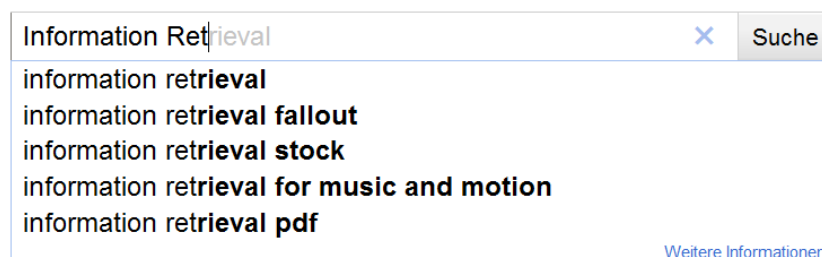 Information Retrieval × Suche
information retrieval
information retrieval fallout
information retrieval stock
information retrieval for music and motion
information retrieval pdf
Weitere Informationen